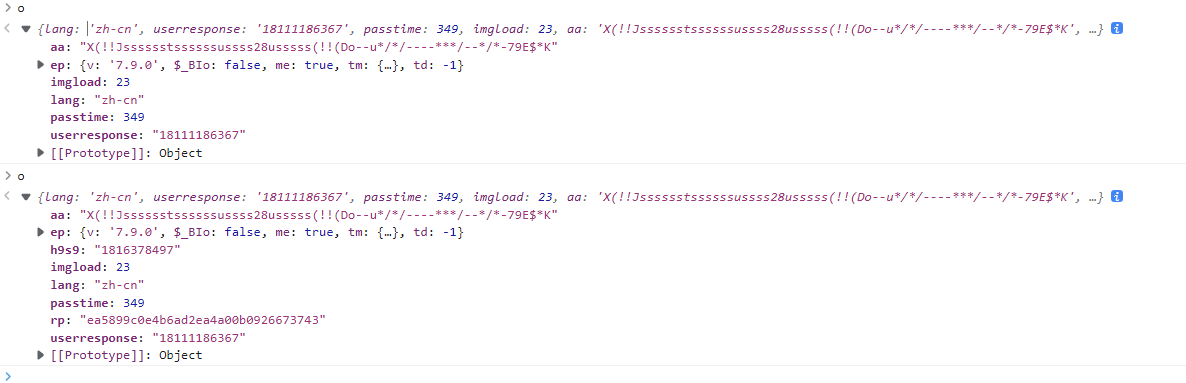 > o
< ▼ {lang: 'zh-cn', userresponse: '18111186367', passtime: 349, imgload: 23, aa: 'X(!!Jsssssstssssssussss28usssss(!!(Do--u*/*/----***/--*/*-79E$*K', …} i
aa: "X(!!Jsssssstssssssussss28usssss(!!(Do--u*/*/----***/--*/*-79E$*K"
▶ ep: {v: '7.9.0', $_BIo: false, me: true, tm: {…}, td: -1}
imgload: 23
lang: "zh-cn"
passtime: 349
userresponse: "18111186367"
▶ [[Prototype]]: Object
> o
< ▼ {lang: 'zh-cn', userresponse: '18111186367', passtime: 349, imgload: 23, aa: 'X(!!Jsssssstssssssussss28usssss(!!(Do--u*/*/----***/--*/*-79E$*K', …} i
aa: "X(!!Jsssssstssssssussss28usssss(!!(Do--u*/*/----***/--*/*-79E$*K"
▶ ep: {v: '7.9.0', $_BIo: false, me: true, tm: {…}, td: -1}
h9s9: "1816378497"
imgload: 23
lang: "zh-cn"
passtime: 349
rp: "ea5899c0e4b6ad2ea4a00b0926673743"
userresponse: "18111186367"
▶ [[Prototype]]: Object
>